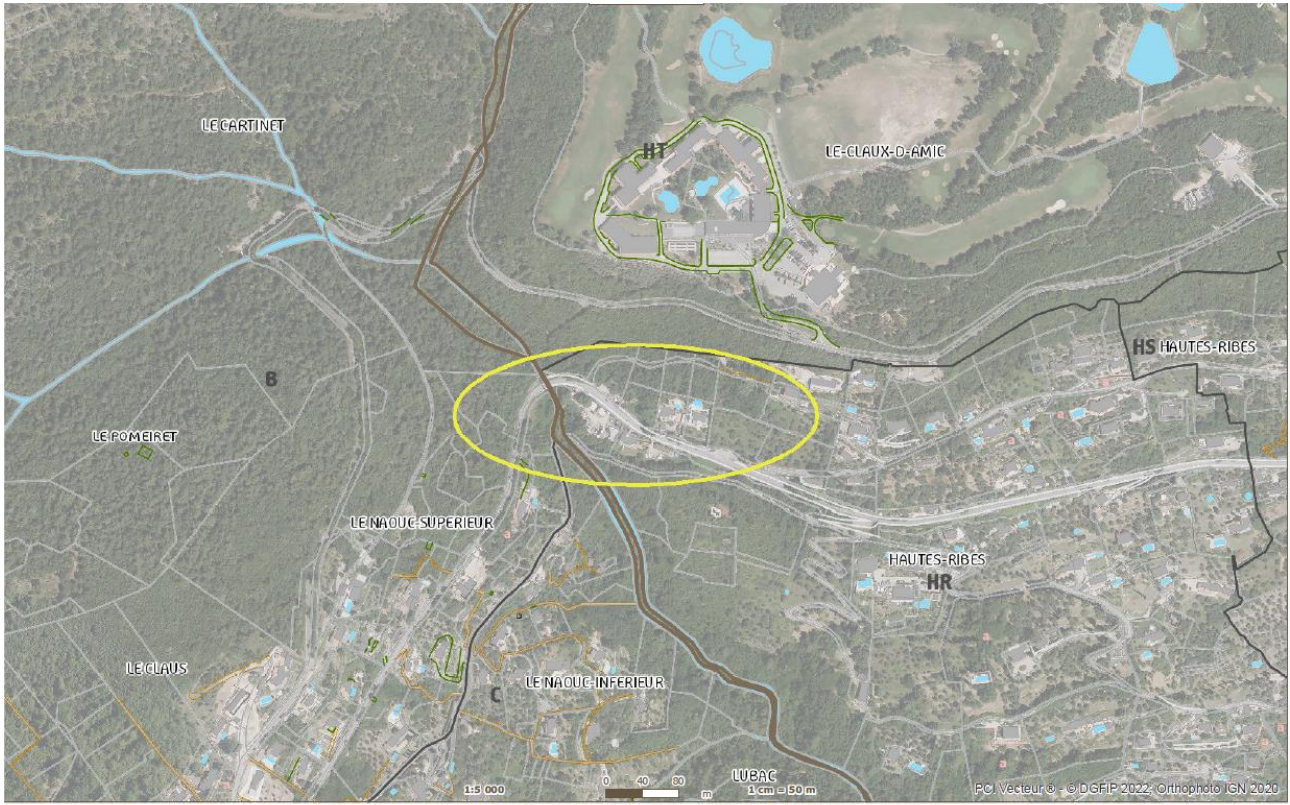 LE CARTINET
HT
LE-CLAUX-D-AMIC
HS HAUTES-RIBES
B
LE POMEIRET
LE NAOUC-SUPERIEUR
a
a
a
a
HAUTES-RIBES
HR
LE CLAUS
C
LE NAOUC-INFERIEUR
a
a
a
a
LUBAC
1:5 000
0 40 80
m
1 cm = 50 m
PCI Vecteur ® - © DGFIP 2022, Orthophoto IGN 2020